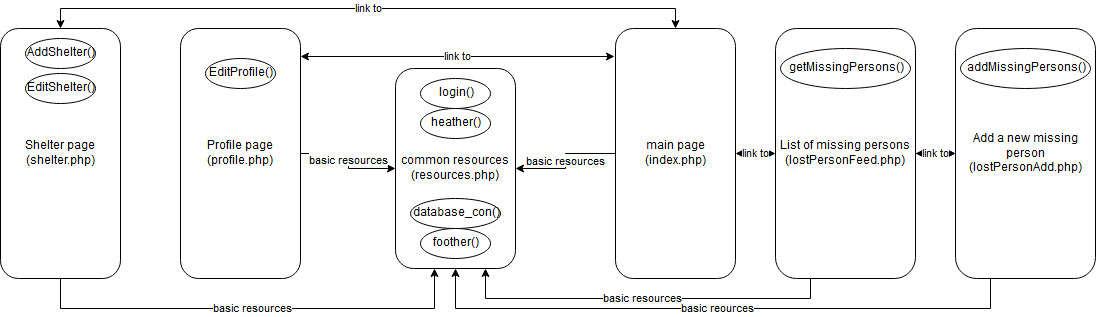 link to
AddShelter()
EditShelter()
Shelter page
(shelter.php)
EditProfile()
Profile page
(profile.php)
link to
login()
heather()
common resources
(resources.php)
database_con()
foother()
basic resources
basic resources
main page
(index.php)
link to
getMissingPersons()
List of missing persons
(lostPersonFeed.php)
link to
addMissingPersons()
Add a new missing
person
(lostPersonAdd.php)
basic resources
basic resources
basic resources